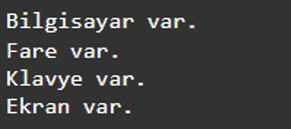 Bilgisayar var.
Fare var.
Klavye var.
Ekran var.